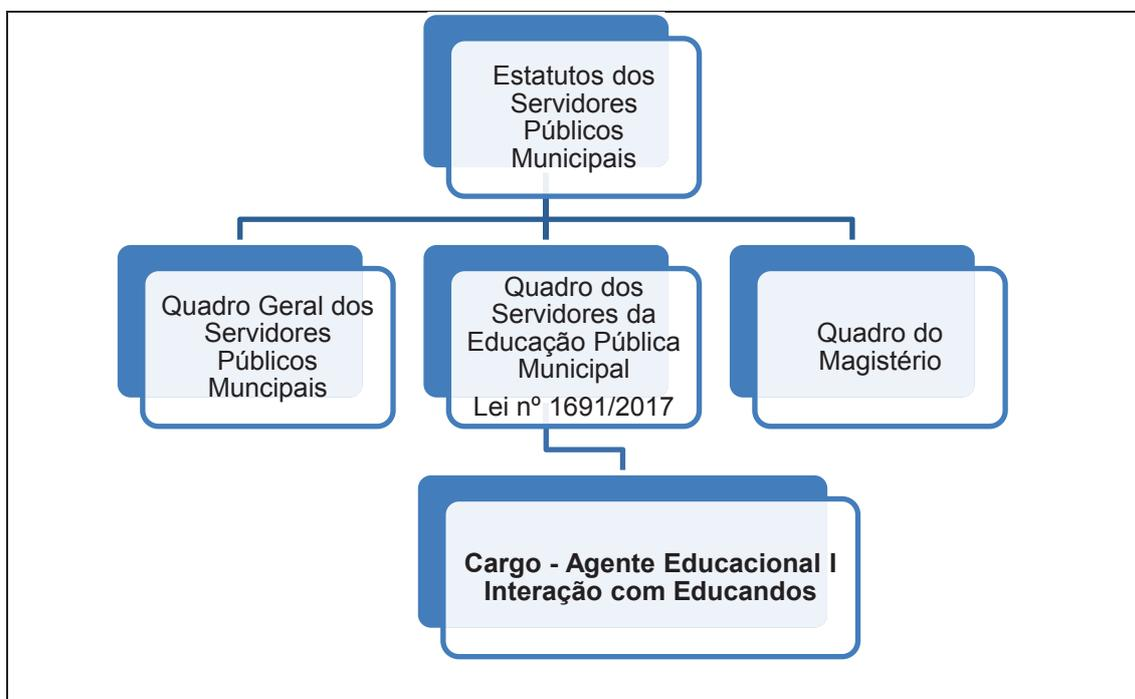 Estatutos dos
Servidores
Públicos
Municipais
Quadro Geral dos
Servidores
Públicos
Muncipais
Quadro dos
Servidores da
Educação Pública
Municipal
Lei nº 1691/2017
Quadro do
Magistério
Cargo - Agente Educacional I
Interação com Educandos